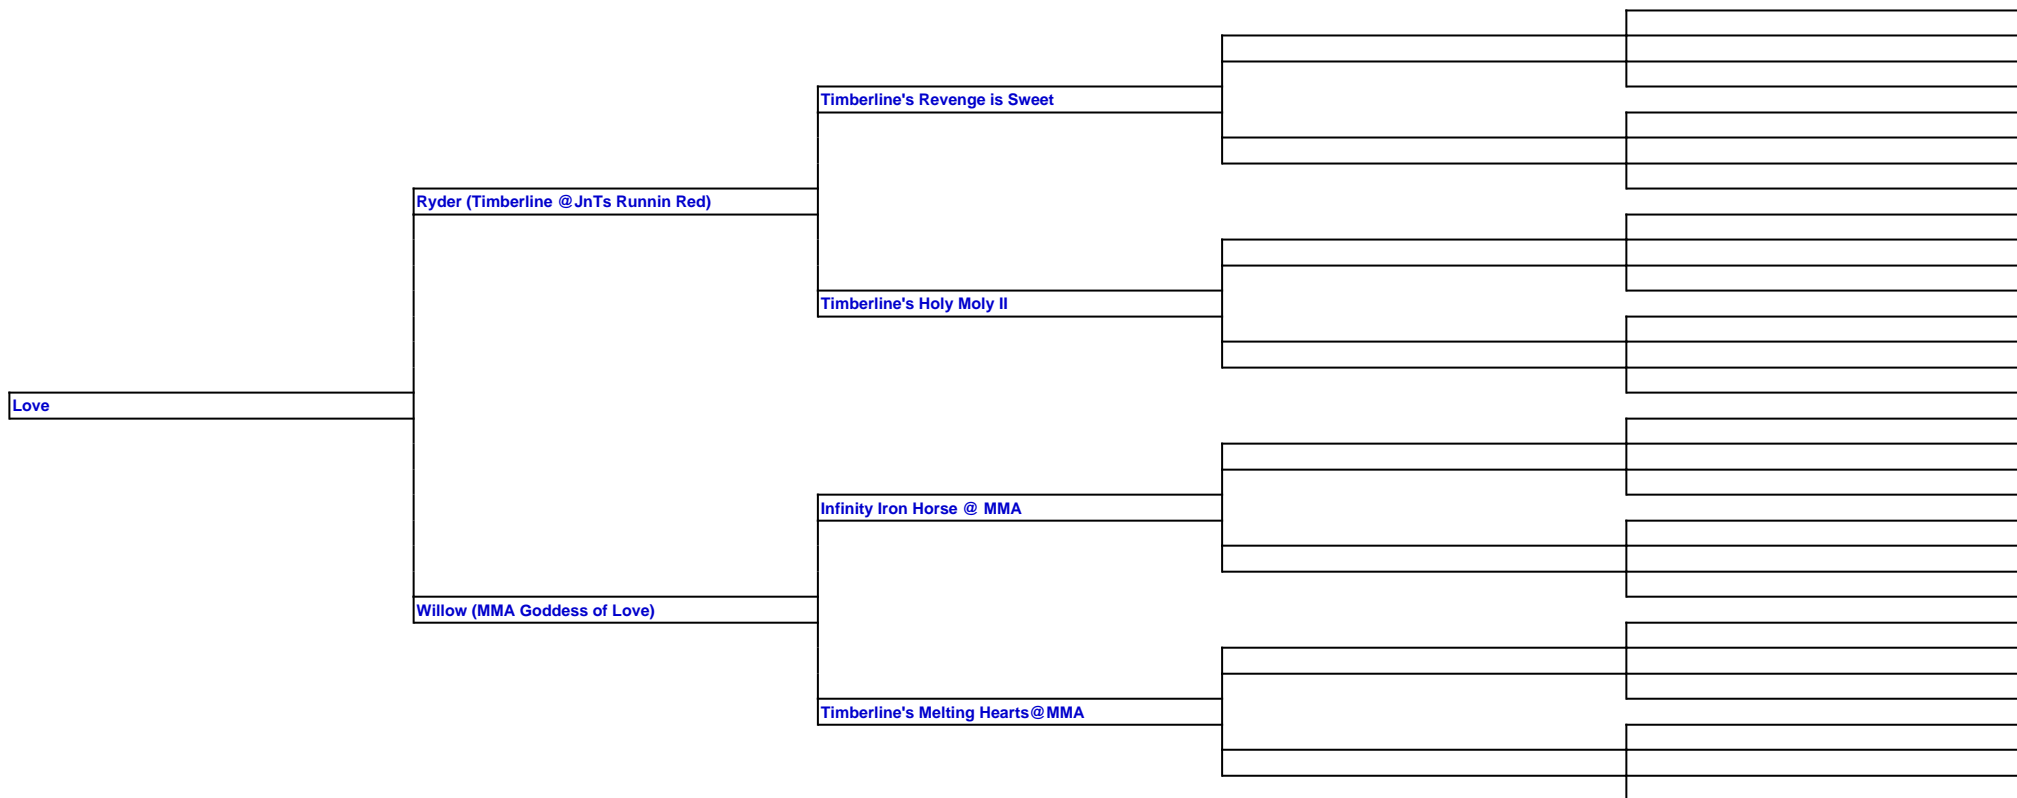 Timberline's Revenge is Sweet
Ryder (Timberline @JnTs Runnin Red)
Timberline's Holy Moly II
Love
Infinity Iron Horse @ MMA
Willow (MMA Goddess of Love)
Timberline's Melting Hearts@MMA